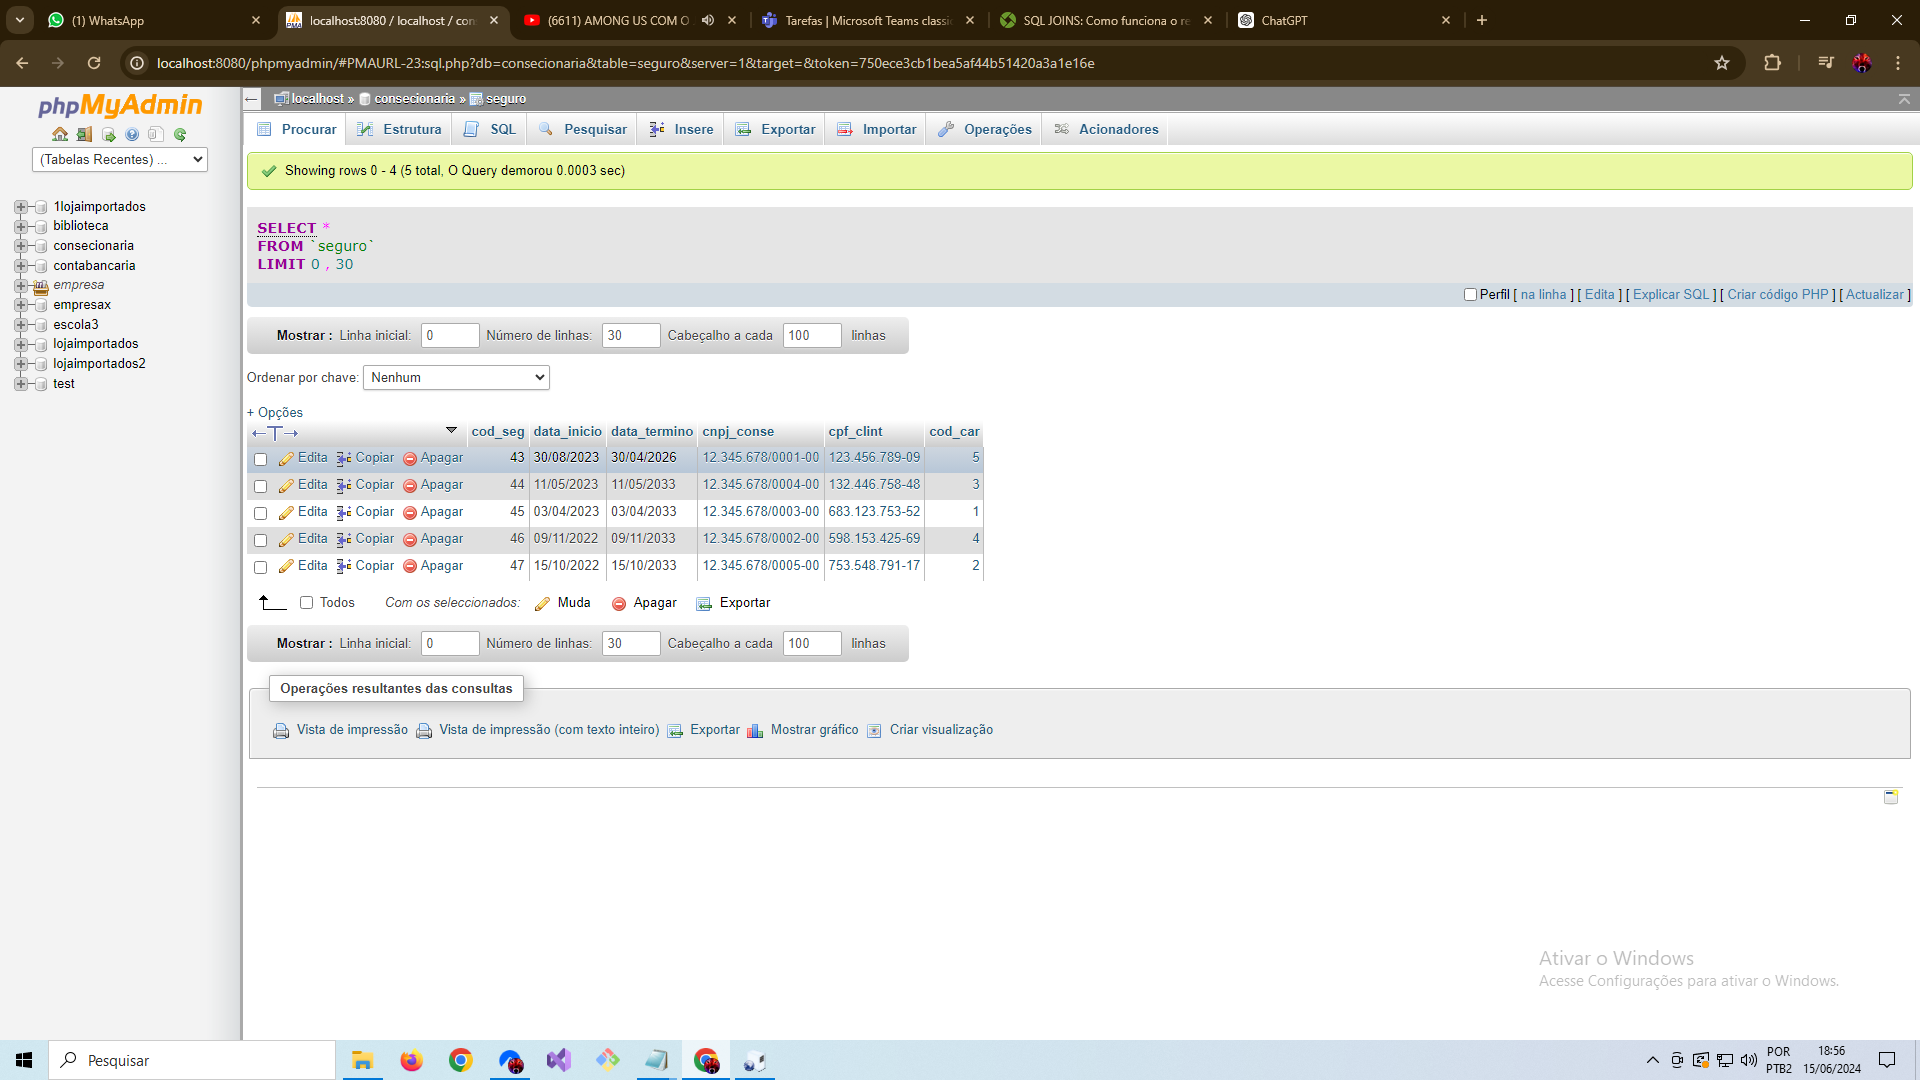 (1) WhatsApp
localhost:8080 / localhost / con
(6611) AMONG US COM O
Tarefas | Microsoft Teams classic
SQL JOINS: Como funciona o re
ChatGPT
localhost:8080/phpmyadmin/#PMAURL-23:sql.php?db=consecionaria&table=seguro&server=1&target=&token=750ece3cb1bea5af44b51420a3a1e16e
phpMyAdmin
(Tabelas Recentes) ...
1lojaimportados
biblioteca
consecionaria
contabancaria
empresa
empresax
escola3
lojaimportados
lojaimportados2
test
localhost » consecionaria » seguro
Procurar Estrutura SQL Pesquisar Insere Exportar Importar Operações Acionadores
Showing rows 0 - 4 (5 total, O Query demorou 0.0003 sec)
SELECT *
FROM `seguro`
LIMIT 0 , 30
Perfil [ na linha ] [ Edita ] [ Explicar SQL ] [ Criar código PHP ] [ Actualizar ]
Mostrar : Linha inicial: 0 Número de linhas: 30 Cabeçalho a cada 100 linhas
Ordenar por chave: Nenhum
+ Opções
←T→ cod_seg data_inicio data_termino cnpj_conse cpf_clint cod_car
Edita Copiar Apagar 43 30/08/2023 30/04/2026 12.345.678/0001-00 123.456.789-09 5
Edita Copiar Apagar 44 11/05/2023 11/05/2033 12.345.678/0004-00 132.446.758-48 3
Edita Copiar Apagar 45 03/04/2023 03/04/2033 12.345.678/0003-00 683.123.753-52 1
Edita Copiar Apagar 46 09/11/2022 09/11/2033 12.345.678/0002-00 598.153.425-69 4
Edita Copiar Apagar 47 15/10/2022 15/10/2033 12.345.678/0005-00 753.548.791-17 2
Todos Com os seleccionados: Muda Apagar Exportar
Mostrar : Linha inicial: 0 Número de linhas: 30 Cabeçalho a cada 100 linhas
Operações resultantes das consultas
Vista de impressão Vista de impressão (com texto inteiro) Exportar Mostrar gráfico Criar visualização
Ativar o Windows
Acesse Configurações para ativar o Windows.
Pesquisar
POR
PTB2
18:56
15/06/2024